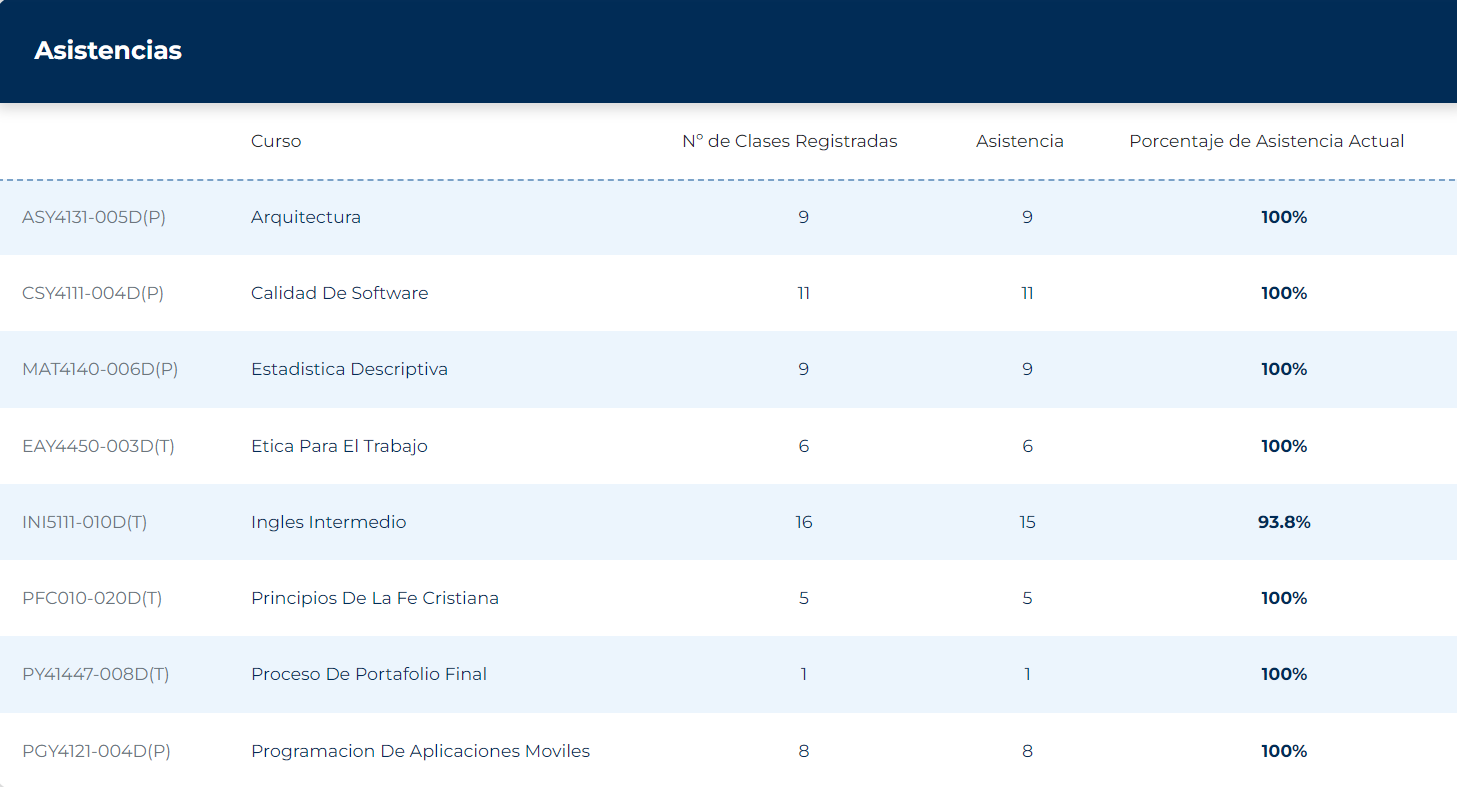 Asistencias
Curso Nº de Clases Registradas Asistencia Porcentaje de Asistencia Actual
ASY4131-005D(P) Arquitectura 9 9 100%
CSY4111-004D(P) Calidad De Software 11 11 100%
MAT4140-006D(P) Estadistica Descriptiva 9 9 100%
EAY4450-003D(T) Etica Para El Trabajo 6 6 100%
INI5111-010D(T) Ingles Intermedio 16 15 93.8%
PFC010-020D(T) Principios De La Fe Cristiana 5 5 100%
PY41447-008D(T) Proceso De Portafolio Final 1 1 100%
PGY4121-004D(P) Programacion De Aplicaciones Moviles 8 8 100%